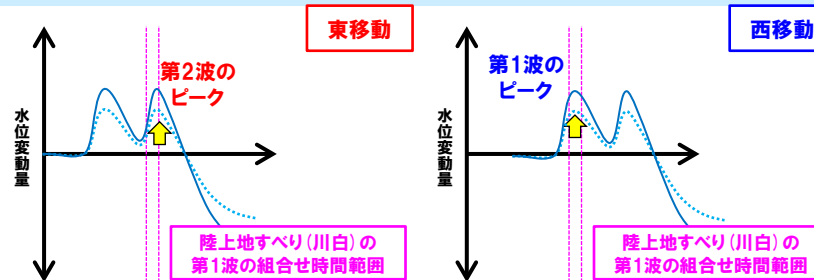 東移動
第2波の
ピーク
水位変動量
陸上地すべり(川白)の
第1波の組合せ時間範囲
西移動
第1波の
ピーク
水位変動量
陸上地すべり(川白)の
第1波の組合せ時間範囲